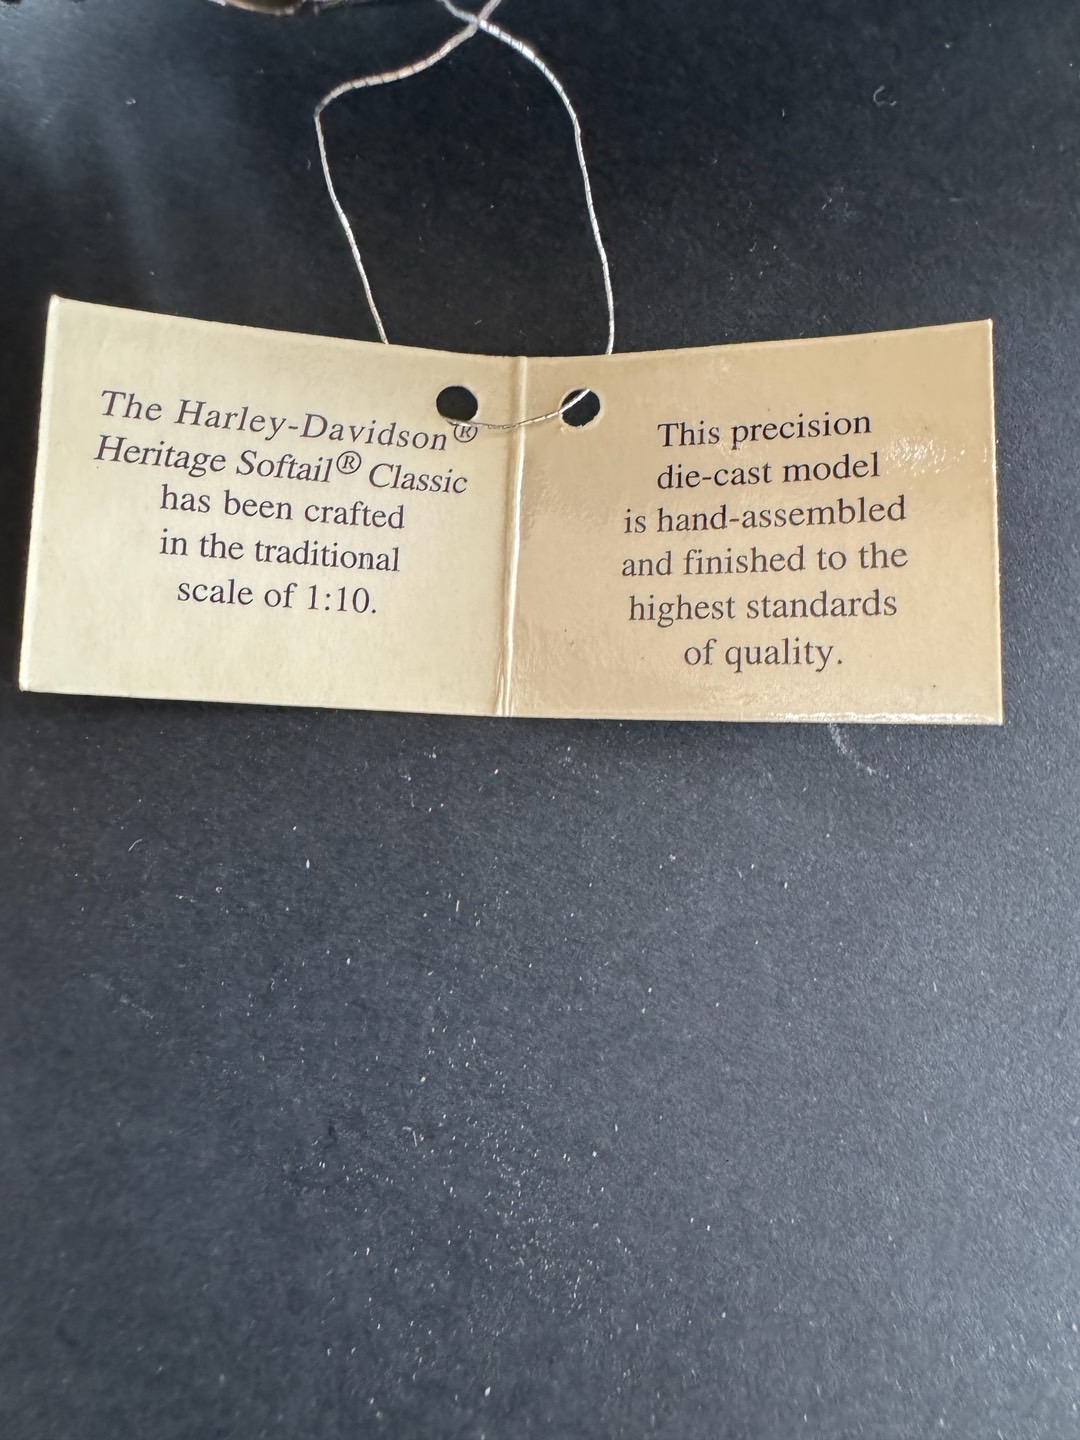 The Harley-Davidson®
Heritage Softail® Classic
has been crafted
in the traditional
scale of 1:10.
This precision
die-cast model
is hand-assembled
and finished to the
highest standards
of quality.